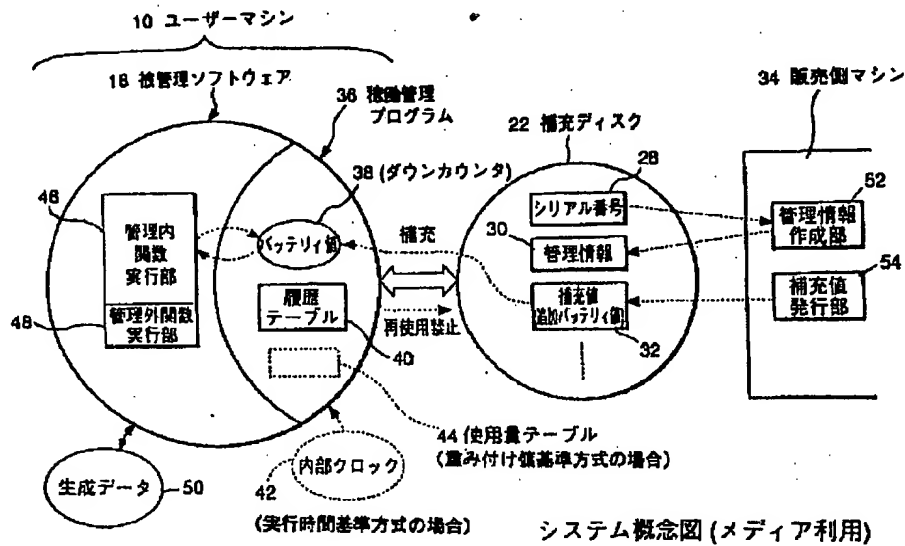 10 ユーザーマシン
18 被管理ソフトウェア
36 稼働管理
プログラム
34 販売側マシン
22 補充ディスク
38 (ダウンカウンタ)
28
52
46
管理内
関数
実行部
バッテリィ値
補充
シリアル番号
管理情報
作成部
30
管理情報
54
48
管理外関数
実行部
履歴
テーブル
補充値
(追加バッテリィ値)
補充値
発行部
再使用禁止
40
32
44 使用量テーブル
(重み付け値基準方式の場合)
42
内部クロック
生成データ
50
(実行時間基準方式の場合)
システム概念図 (メディア利用)